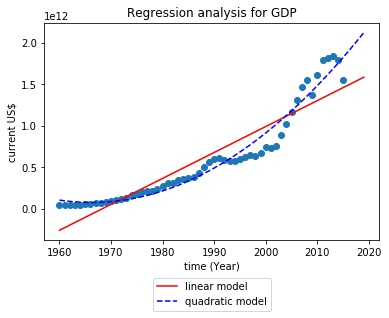 Regression analysis for GDP
1e12
2.0
1.5
1.0
0.5
0.0
current US$
1960 1970 1980 1990 2000 2010 2020
time (Year)
linear model
quadratic model